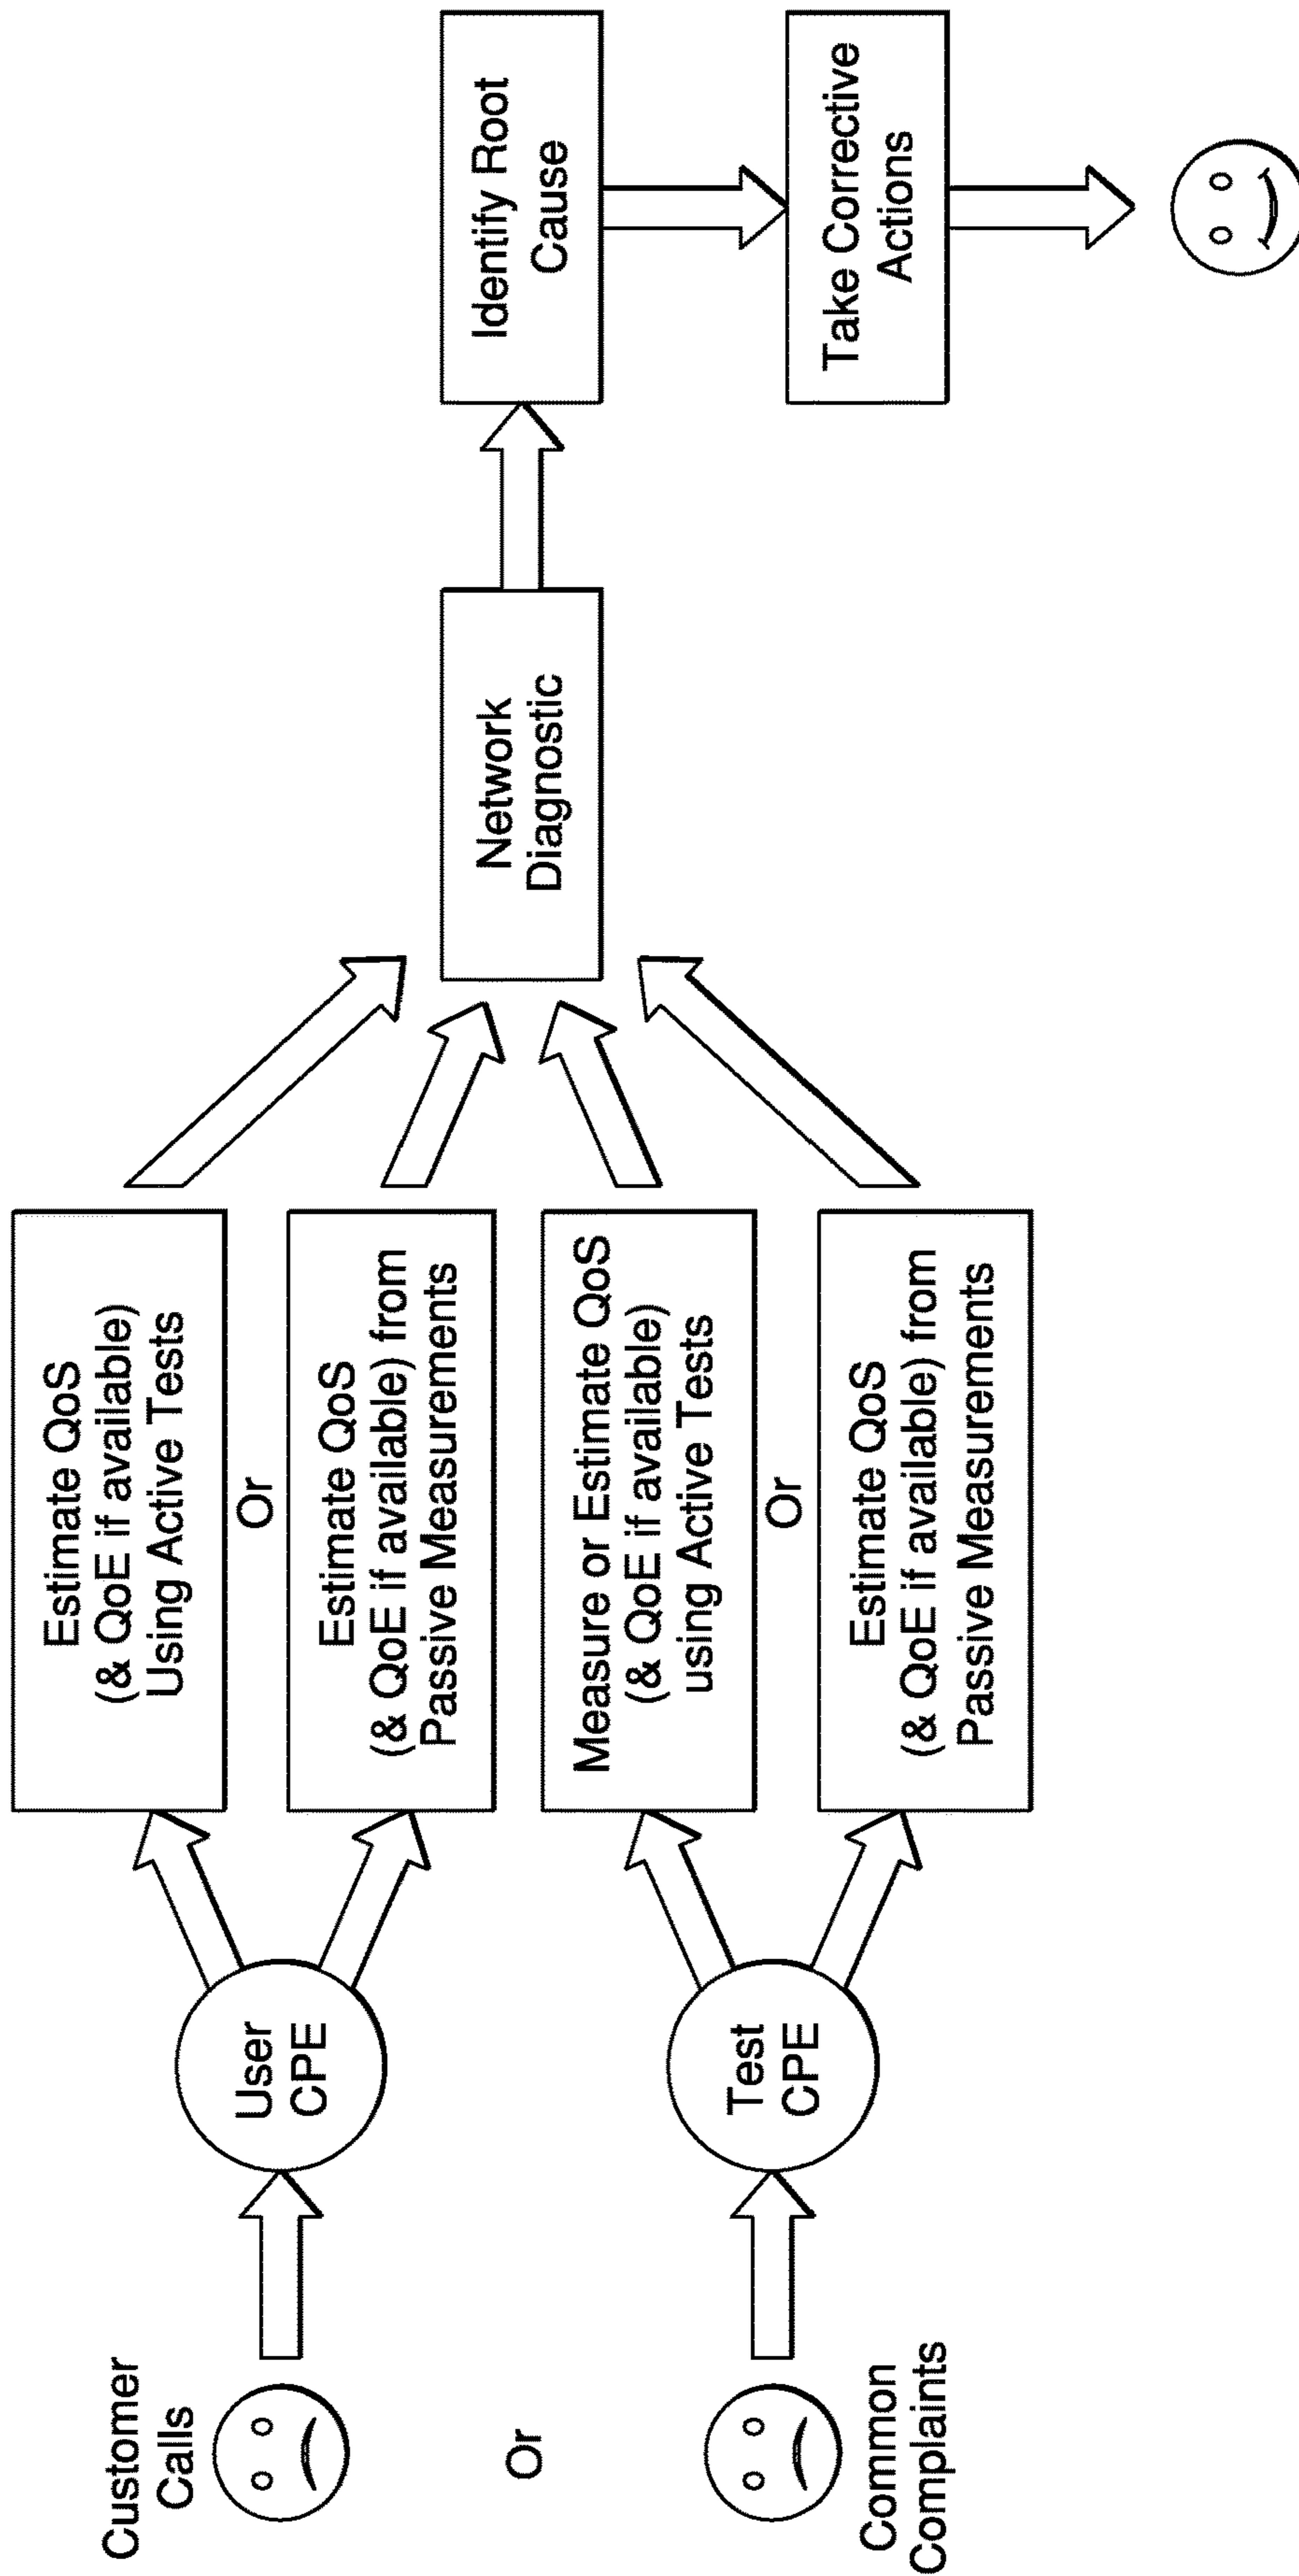 Customer
Calls
Or
Common
Complaints
User
CPE
Test
CPE
Estimate QoS
(& QoE if available)
Using Active Tests
Or
Estimate QoS
(& QoE if available) from
Passive Measurements
Measure or Estimate QoS
(& QoE if available)
using Active Tests
Or
Estimate QoS
(& QoE if available) from
Passive Measurements
Network
Diagnostic
Identify Root
Cause
Take Corrective
Actions